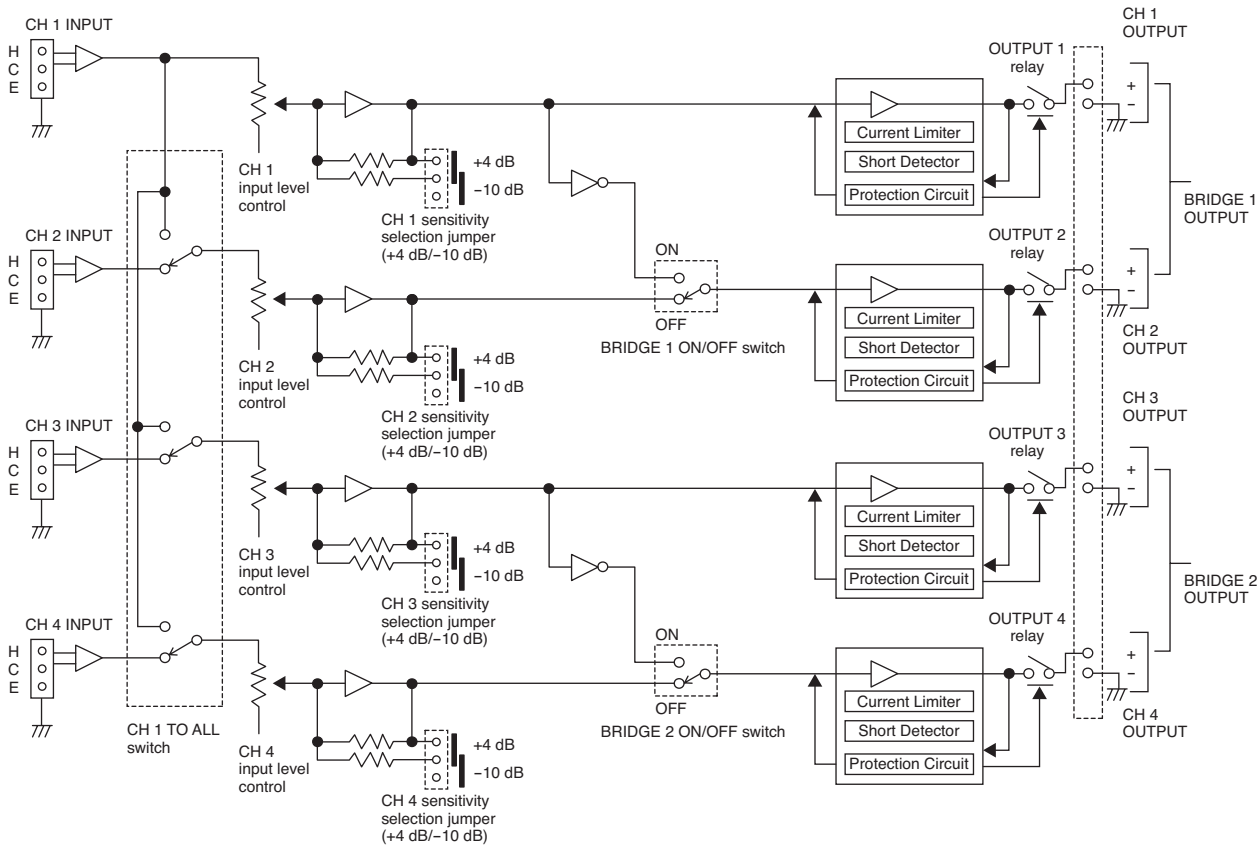 CH 1 INPUT
H
C
E
CH 1
input level
control
+4 dB
−10 dB
CH 1 sensitivity
selection jumper
(+4 dB/−10 dB)
Current Limiter
Short Detector
Protection Circuit
OUTPUT 1
relay
CH 1
OUTPUT
+
−
BRIDGE 1
OUTPUT
CH 2 INPUT
H
C
E
CH 2
input level
control
+4 dB
−10 dB
CH 2 sensitivity
selection jumper
(+4 dB/−10 dB)
ON
OFF
BRIDGE 1 ON/OFF switch
Current Limiter
Short Detector
Protection Circuit
OUTPUT 2
relay
+
−
CH 2
OUTPUT
CH 3 INPUT
H
C
E
CH 3
input level
control
+4 dB
−10 dB
CH 3 sensitivity
selection jumper
(+4 dB/−10 dB)
Current Limiter
Short Detector
Protection Circuit
OUTPUT 3
relay
CH 3
OUTPUT
+
−
BRIDGE 2
OUTPUT
CH 4 INPUT
H
C
E
CH 1 TO ALL
switch
CH 4
input level
control
+4 dB
−10 dB
CH 4 sensitivity
selection jumper
(+4 dB/−10 dB)
ON
OFF
BRIDGE 2 ON/OFF switch
Current Limiter
Short Detector
Protection Circuit
OUTPUT 4
relay
+
−
CH 4
OUTPUT